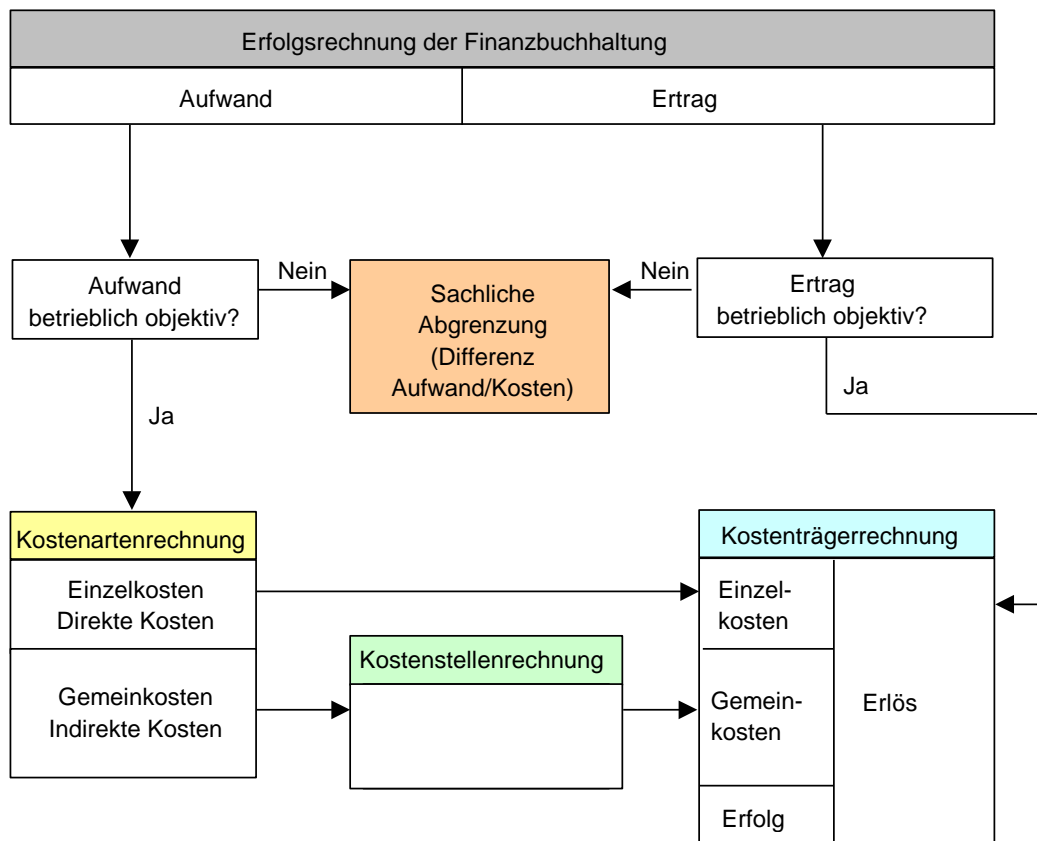 Erfolgsrechnung der Finanzbuchhaltung
Aufwand
Ertrag
Aufwand
betrieblich objektiv?
Nein
Sachliche
Abgrenzung
(Differenz
Aufwand/Kosten)
Nein
Ertrag
betrieblich objektiv?
Ja
Ja
Kostenartenrechnung
Einzelkosten
Direkte Kosten
Gemeinkosten
Indirekte Kosten
Kostenstellenrechnung
Kostenträgerrechnung
Einzel-
kosten
Gemein-
kosten
Erfolg
Erlös